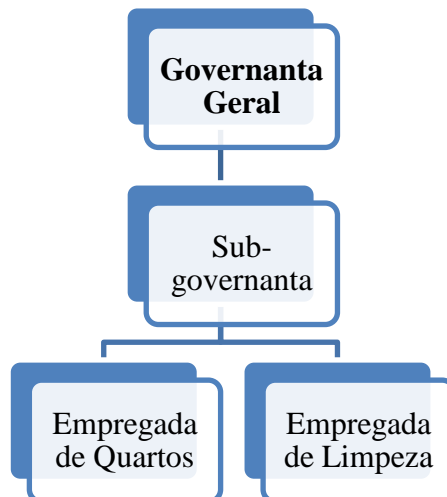 Governanta
Geral
Sub-
governanta
Empregada
de Quartos
Empregada
de Limpeza